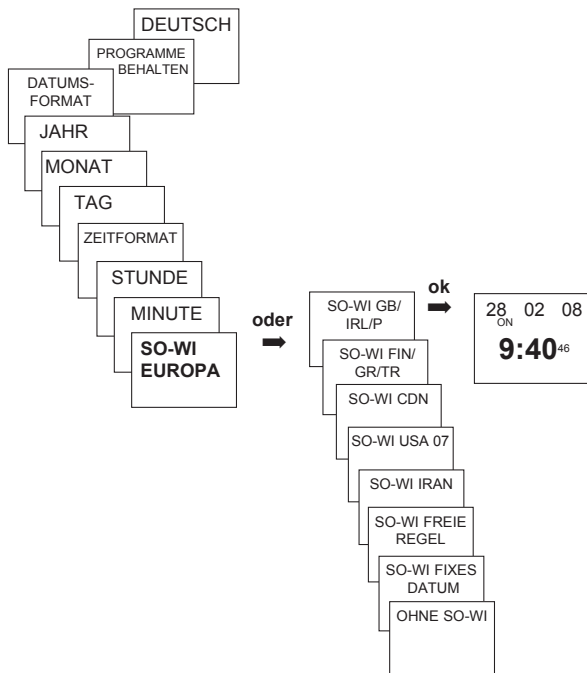 DEUTSCH
PROGRAMME
BEHALTEN
DATUMS-
FORMAT
JAHR
MONAT
TAG
ZEITFORMAT
STUNDE
MINUTE
SO-WI
EUROPA
oder
SO-WI GB/
IRL/P
SO-WI FIN/
GR/TR
SO-WI CDN
SO-WI USA 07
SO-WI IRAN
SO-WI FREIE
REGEL
SO-WI FIXES
DATUM
OHNE SO-WI
ok
28 02 08
ON
9:40 46